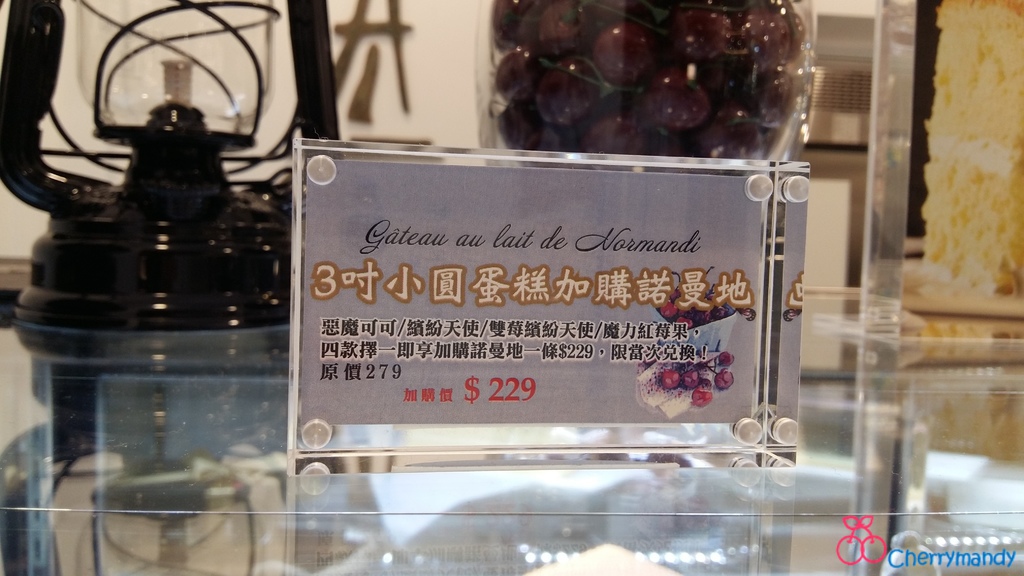 Gâteau au lait de Normandi
3吋小圓蛋糕加購諾曼地
惡魔可可/繽紛天使/雙莓繽紛天使/魔力紅莓果，
四款擇一即享加購諾曼地一條$229，限當次兌換！
原價279
加購價 $229
Cherrymandy